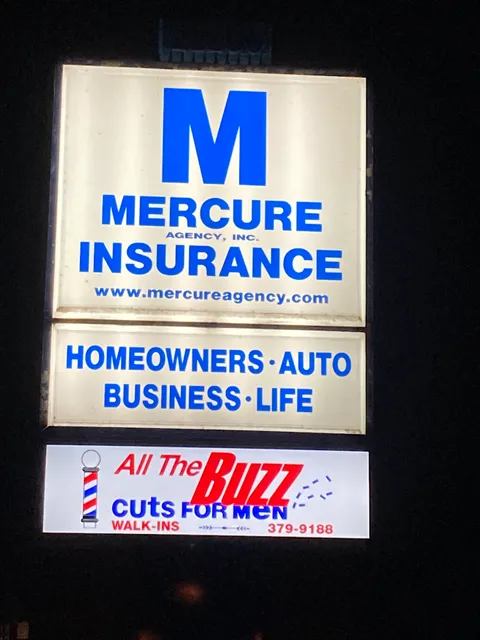 M
MERCURE
AGENCY, INC.
INSURANCE
www.mercureagency.com
HOMEOWNERS·AUTO
BUSINESS·LIFE
All The BUZZ
CUtS FOR MeN
WALK-INS 379-9188